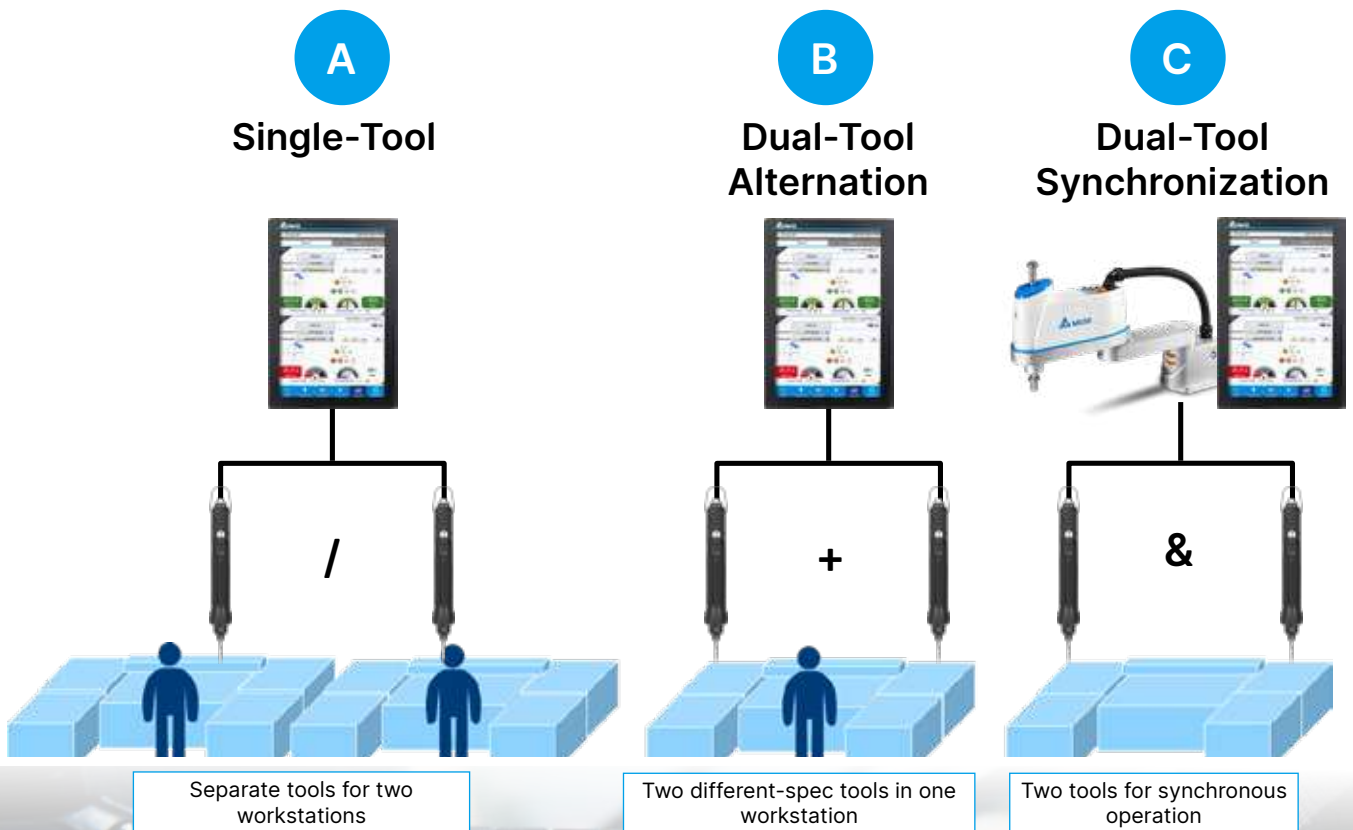 A
Single-Tool
/
Separate tools for two
workstations
B
Dual-Tool
Alternation
+
Two different-spec tools in one
workstation
C
Dual-Tool
Synchronization
&
Two tools for synchronous
operation